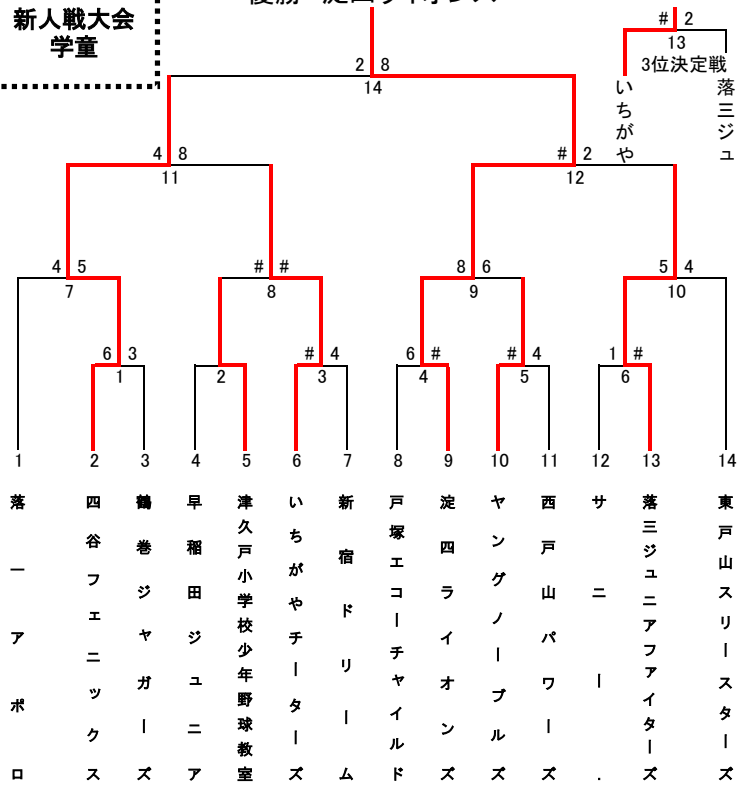 優勝 淀四ライオンズ
新人戦大会
学童
# 2
13
3位決定戦
いちがや
落三ジュ
2 8
14
4 8
11
# 2
12
4 5
7
# #
8
8 6
9
5 4
10
6 3
1
2
# 4
3
6 #
4
# 4
5
1 #
6
1 2 3 4 5 6 7 8 9 10 11 12 13 14
落一アポロ
四谷フェニックス
鶴巻ジャガーズ
早稲田ジュニア
津久戸小学校少年野球教室
いちがやチーターズ
新宿ドリーム
戸塚エコーチャイルド
淀四ライオンズ
ヤングノーブルズ
西戸山パワーズ
サニー.
落三ジュニアファイターズ
東戸山スリースターズ